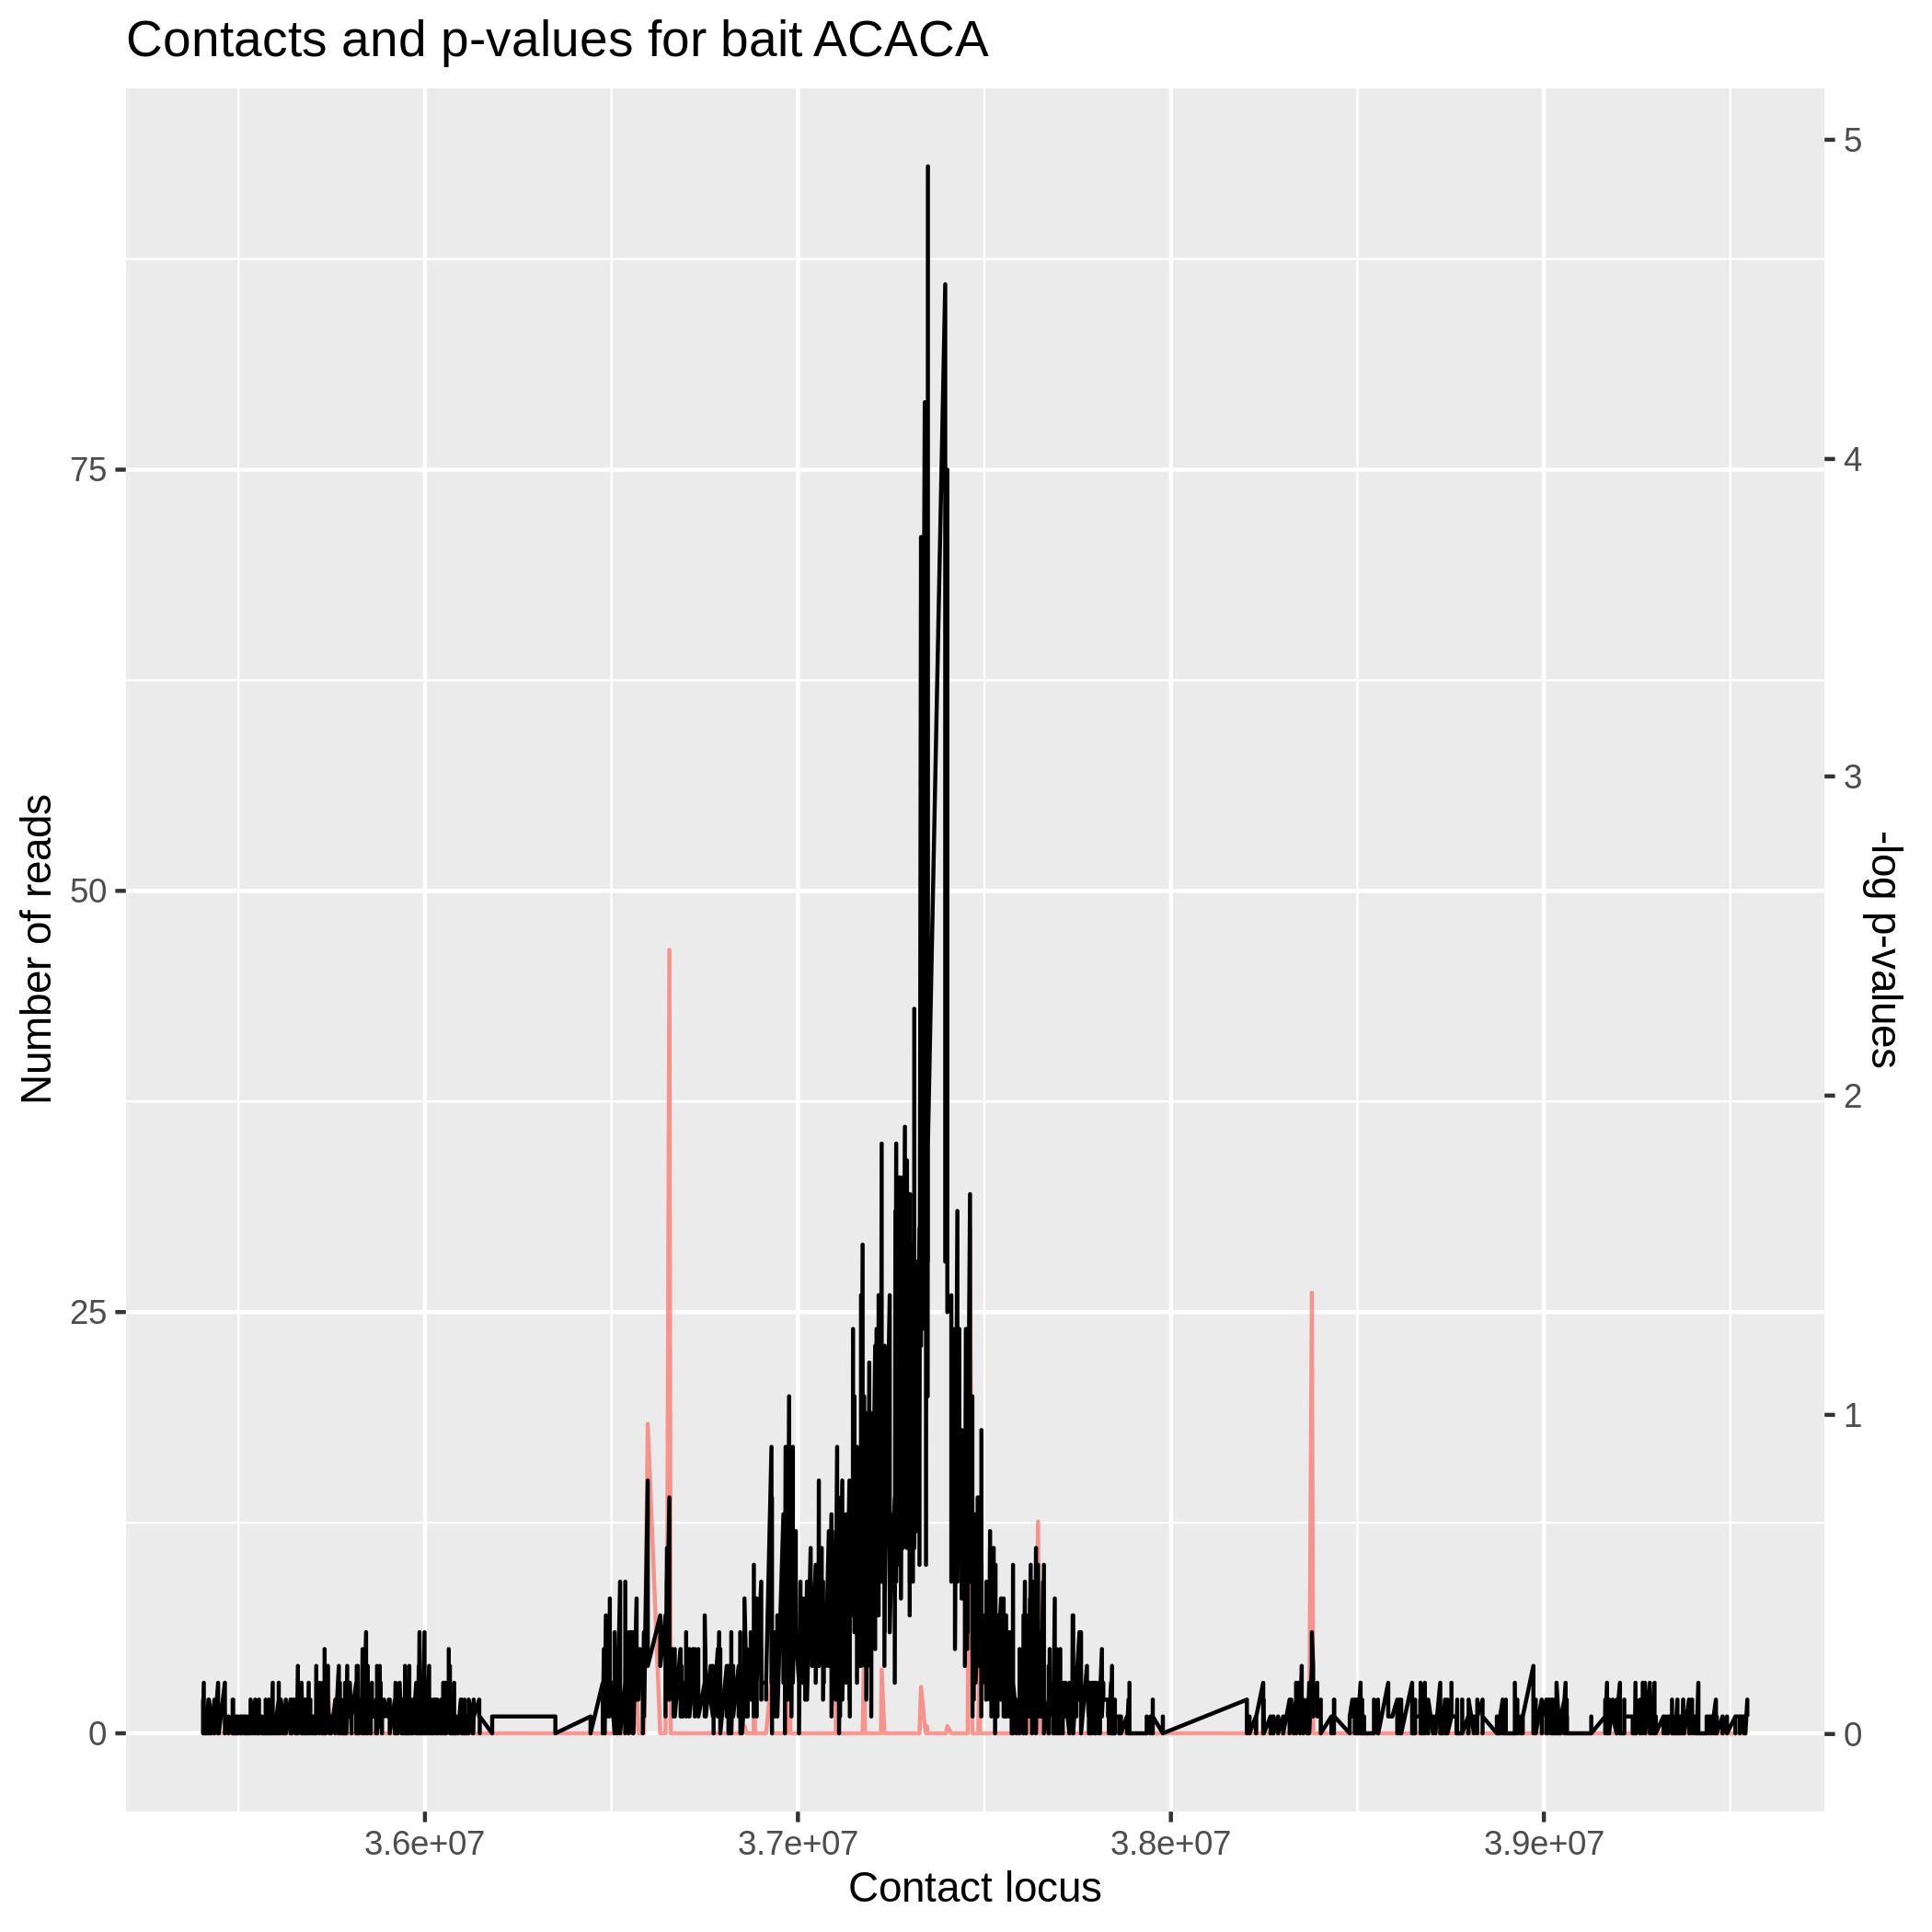 Contacts and p-values for bait ACACA
Number of reads
75
50
25
0
5
4
3
2
1
0
-log p-values
3.6e+07 3.7e+07 3.8e+07 3.9e+07
Contact locus